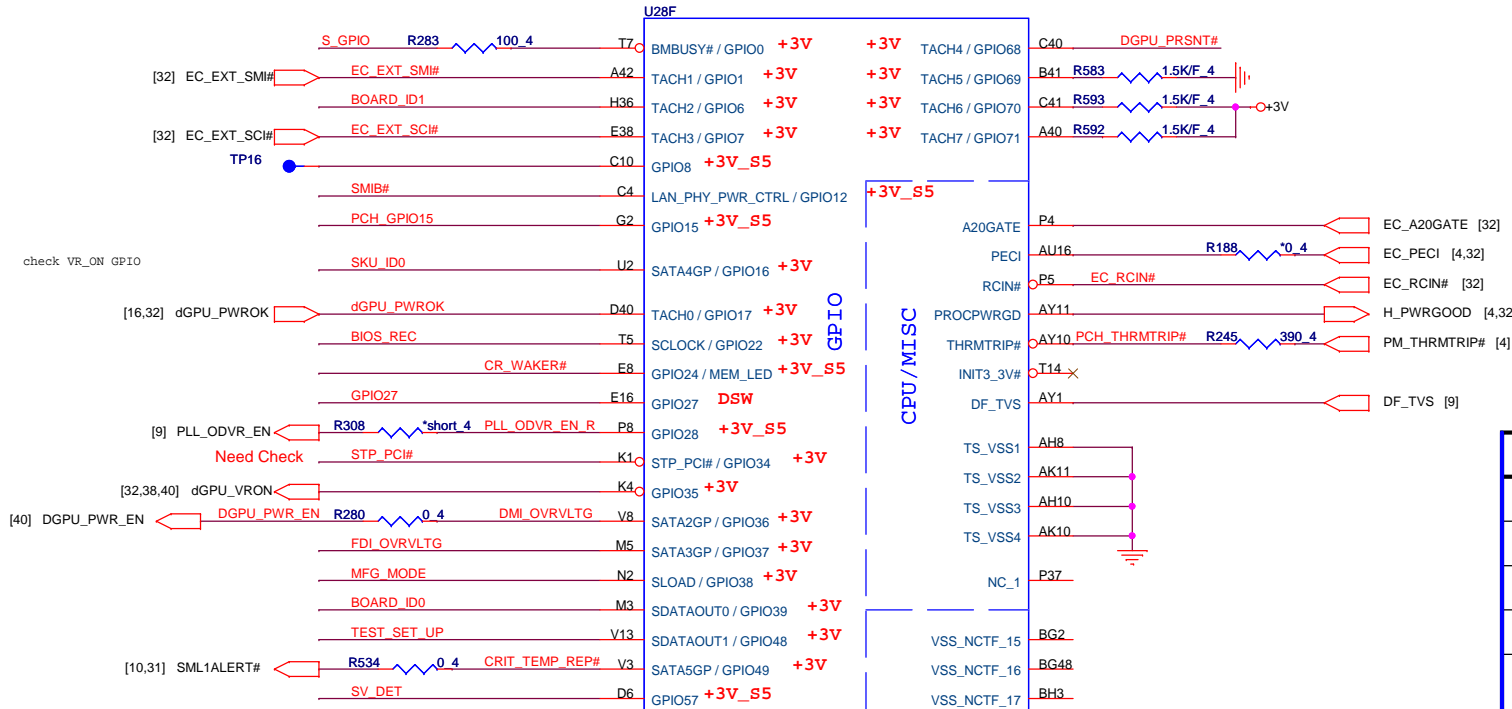 U28F
S_GPIO R283 100_4 T7 BMBUSY# / GPIO0 +3V +3V TACH4 / GPIO68 C40 DGPU_PRSNT#
[32] EC_EXT_SMI# EC_EXT_SMI# A42 TACH1 / GPIO1 +3V +3V TACH5 / GPIO69 B41 R583 1.5K/F_4
BOARD_ID1 H36 TACH2 / GPIO6 +3V +3V TACH6 / GPIO70 C41 R593 1.5K/F_4 +3V
[32] EC_EXT_SCI# EC_EXT_SCI# E38 TACH3 / GPIO7 +3V +3V TACH7 / GPIO71 A40 R592 1.5K/F_4
TP16 C10 GPIO8 +3V_S5
SMIB# C4 LAN_PHY_PWR_CTRL / GPIO12 +3V_S5
PCH_GPIO15 G2 GPIO15 +3V_S5 A20GATE P4 EC_A20GATE [32]
PECI AU16 R188 *0_4 EC_PECI [4,32]
check VR_ON GPIO
SKU_ID0 U2 SATA4GP / GPIO16 +3V
RCIN# P5 EC_RCIN# EC_RCIN# [32]
[16,32] dGPU_PWROK dGPU_PWROK D40 TACH0 / GPIO17 +3V PROCPWRGD AY11 H_PWRGOOD [4,32
GPIO
CPU/MISC
BIOS_REC T5 SCLOCK / GPIO22 +3V THRMTRIP# AY10 PCH_THRMTRIP# R245 390_4 PM_THRMTRIP# [4]
CR_WAKER# E8 GPIO24 / MEM_LED +3V_S5 INIT3_3V# T14
GPIO27 E16 GPIO27 DSW DF_TVS AY1 DF_TVS [9]
[9] PLL_ODVR_EN R308 *short_4 PLL_ODVR_EN_R P8 GPIO28 +3V_S5
Need Check STP_PCI# K1 STP_PCI# / GPIO34 +3V TS_VSS1 AH8
TS_VSS2 AK11
[32,38,40] dGPU_VRON K4 GPIO35 +3V
TS_VSS3 AH10
[40] DGPU_PWR_EN DGPU_PWR_EN R280 0_4 DMI_OVRVLTG V8 SATA2GP / GPIO36 +3V
TS_VSS4 AK10
FDI_OVRVLTG M5 SATA3GP / GPIO37 +3V
MFG_MODE N2 SLOAD / GPIO38 +3V NC_1 P37
BOARD_ID0 M3 SDATAOUT0 / GPIO39 +3V
TEST_SET_UP V13 SDATAOUT1 / GPIO48 +3V VSS_NCTF_15 BG2
[10,31] SML1ALERT# R534 0_4 CRIT_TEMP_REP# V3 SATA5GP / GPIO49 +3V VSS_NCTF_16 BG48
SV_DET D6 GPIO57 +3V_S5 VSS_NCTF_17 BH3